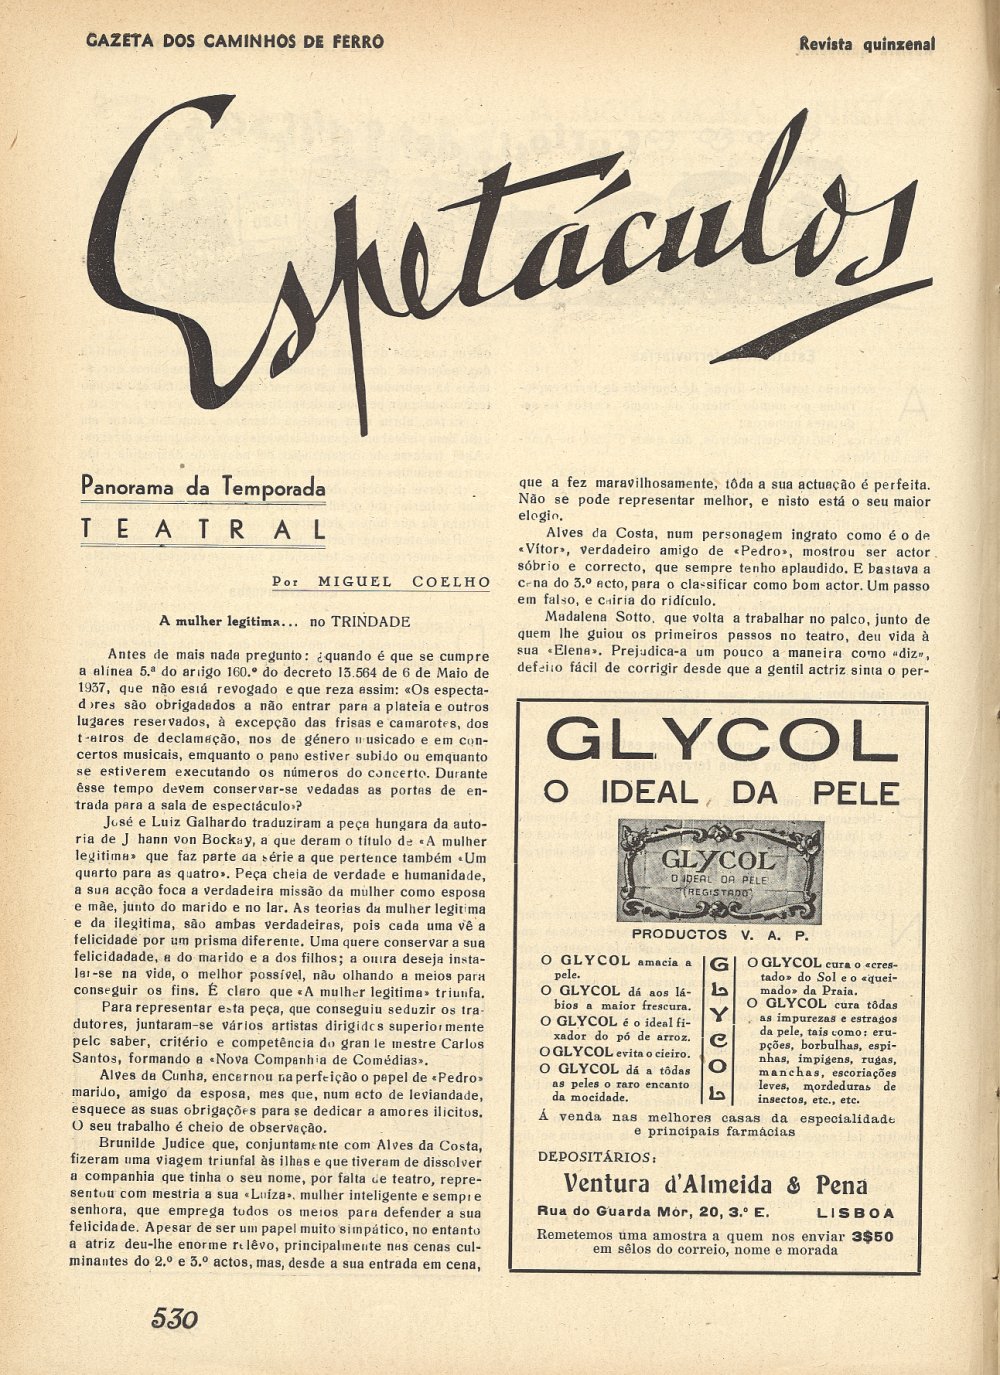 GAZETA DOS CAMINHOS DE FERRO
Revista quinzenal
Espetáculos
Panorama da Temporada
TEATRAL
Por MIGUEL COELHO
A mulher legítima... no TRINDADE
Antes de mais nada pregunto: ¿quando é que se cumpre
a alínea 5.ª do artigo 160.º do decreto 13.564 de 6 de Maio de
1937, que não está revogado e que reza assim: «Os especta-
dores são obrigadados a não entrar para a plateia e outros
lugares reservados, à excepção das frisas e camarotes, dos
teatros de declamação, nos de género musicado e em con-
certos musicais, emquanto o pano estiver subido ou emquanto
se estiverem executando os números do concerto. Durante
êsse tempo devem conservar-se vedadas as portas de en-
trada para a sala de espectáculo»?
José e Luiz Galhardo traduziram a peça hungara da auto-
ria de J hann von Bockay, a que deram o título de «A mulher
legitima» que faz parte da série a que pertence também «Um
quarto para as quatro». Peça cheia de verdade e humanidade,
a sua acção foca a verdadeira missão da mulher como esposa
e mãe, junto do marido e no lar. As teorias da mulher legitima
e da ilegitima, são ambas verdadeiras, pois cada uma vê a
felicidade por um prisma diferente. Uma quere conservar a sua
felicidadade, a do marido e a dos filhos; a outra deseja insta-
lar-se na vida, o melhor possível, não olhando a meios para
conseguir os fins. É claro que «A mulher legitima» triunfa.
Para representar esta peça, que conseguiu seduzir os tra-
dutores, juntaram-se vários artistas dirigidos superiormente
pelo saber, critério e competência do grande mestre Carlos
Santos, formando a «Nova Companhia de Comédias».
Alves da Cunha, encarnou na perfeição o papel de «Pedro»
marido, amigo da esposa, mas que, num acto de leviandade,
esquece as suas obrigações para se dedicar a amores ilicitos.
O seu trabalho é cheio de observação.
Brunilde Judice que, conjuntamente com Alves da Costa,
fizeram uma viagem triunfal às ilhas e que tiveram de dissolver
a companhia que tinha o seu nome, por falta de teatro, repre-
sentou com mestria a sua «Luíza», mulher inteligente e sempre
senhora, que emprega todos os meios para defender a sua
felicidade. Apesar de ser um papel muito simpático, no entanto
a atriz deu-lhe enorme relêvo, principalmente nas cenas cul-
minantes do 2.º e 3.º actos, mas, desde a sua entrada em cena,
que a fez maravilhosamente, tôda a sua actuação é perfeita.
Não se pode representar melhor, e nisto está o seu maior
elogio.
Alves da Costa, num personagem ingrato como é o de
«Vítor», verdadeiro amigo de «Pedro», mostrou ser actor
sóbrio e correcto, que sempre tenho aplaudido. E bastava a
cena do 3.º acto, para o classificar como bom actor. Um passo
em falso, e cairia do ridículo.
Madalena Sotto, que volta a trabalhar no palco, junto de
quem lhe guiou os primeiros passos no teatro, deu vida à
sua «Elena». Prejudica-a um pouco a maneira como «diz»,
defeito fácil de corrigir desde que a gentil actriz sinta o per-
GLYCOL
O IDEAL DA PELE
GLYCOL
O IDEAL DA PELE
(REGISTADO)
PRODUCTOS V. A. P.
O GLYCOL amacia a
pele.
O GLYCOL dá aos lá-
bios a maior frescura.
O GLYCOL é o ideal fi-
xador do pó de arroz.
O GLYCOL evita o cieiro.
O GLYCOL dá a tôdas
as peles o raro encanto
da mocidade.
G
L
Y
C
O
L
O GLYCOL cura o «cres-
tado» do Sol e o «quei-
mado» da Praia.
O GLYCOL cura tôdas
as impurezas e estragos
da pele, tais como: eru-
pções, borbulhas, espi-
nhas, impigens, rugas,
manchas, escoriações
leves, mordeduras de
insectos, etc., etc.
Á venda nas melhores casas da especialidade
e principais farmácias
DEPOSITÁRIOS:
Ventura d'Almeida & Pena
Rua do Guarda Mór, 20, 3.º E. LISBOA
Remetemos uma amostra a quem nos enviar 3$50
em sêlos do correio, nome e morada
530